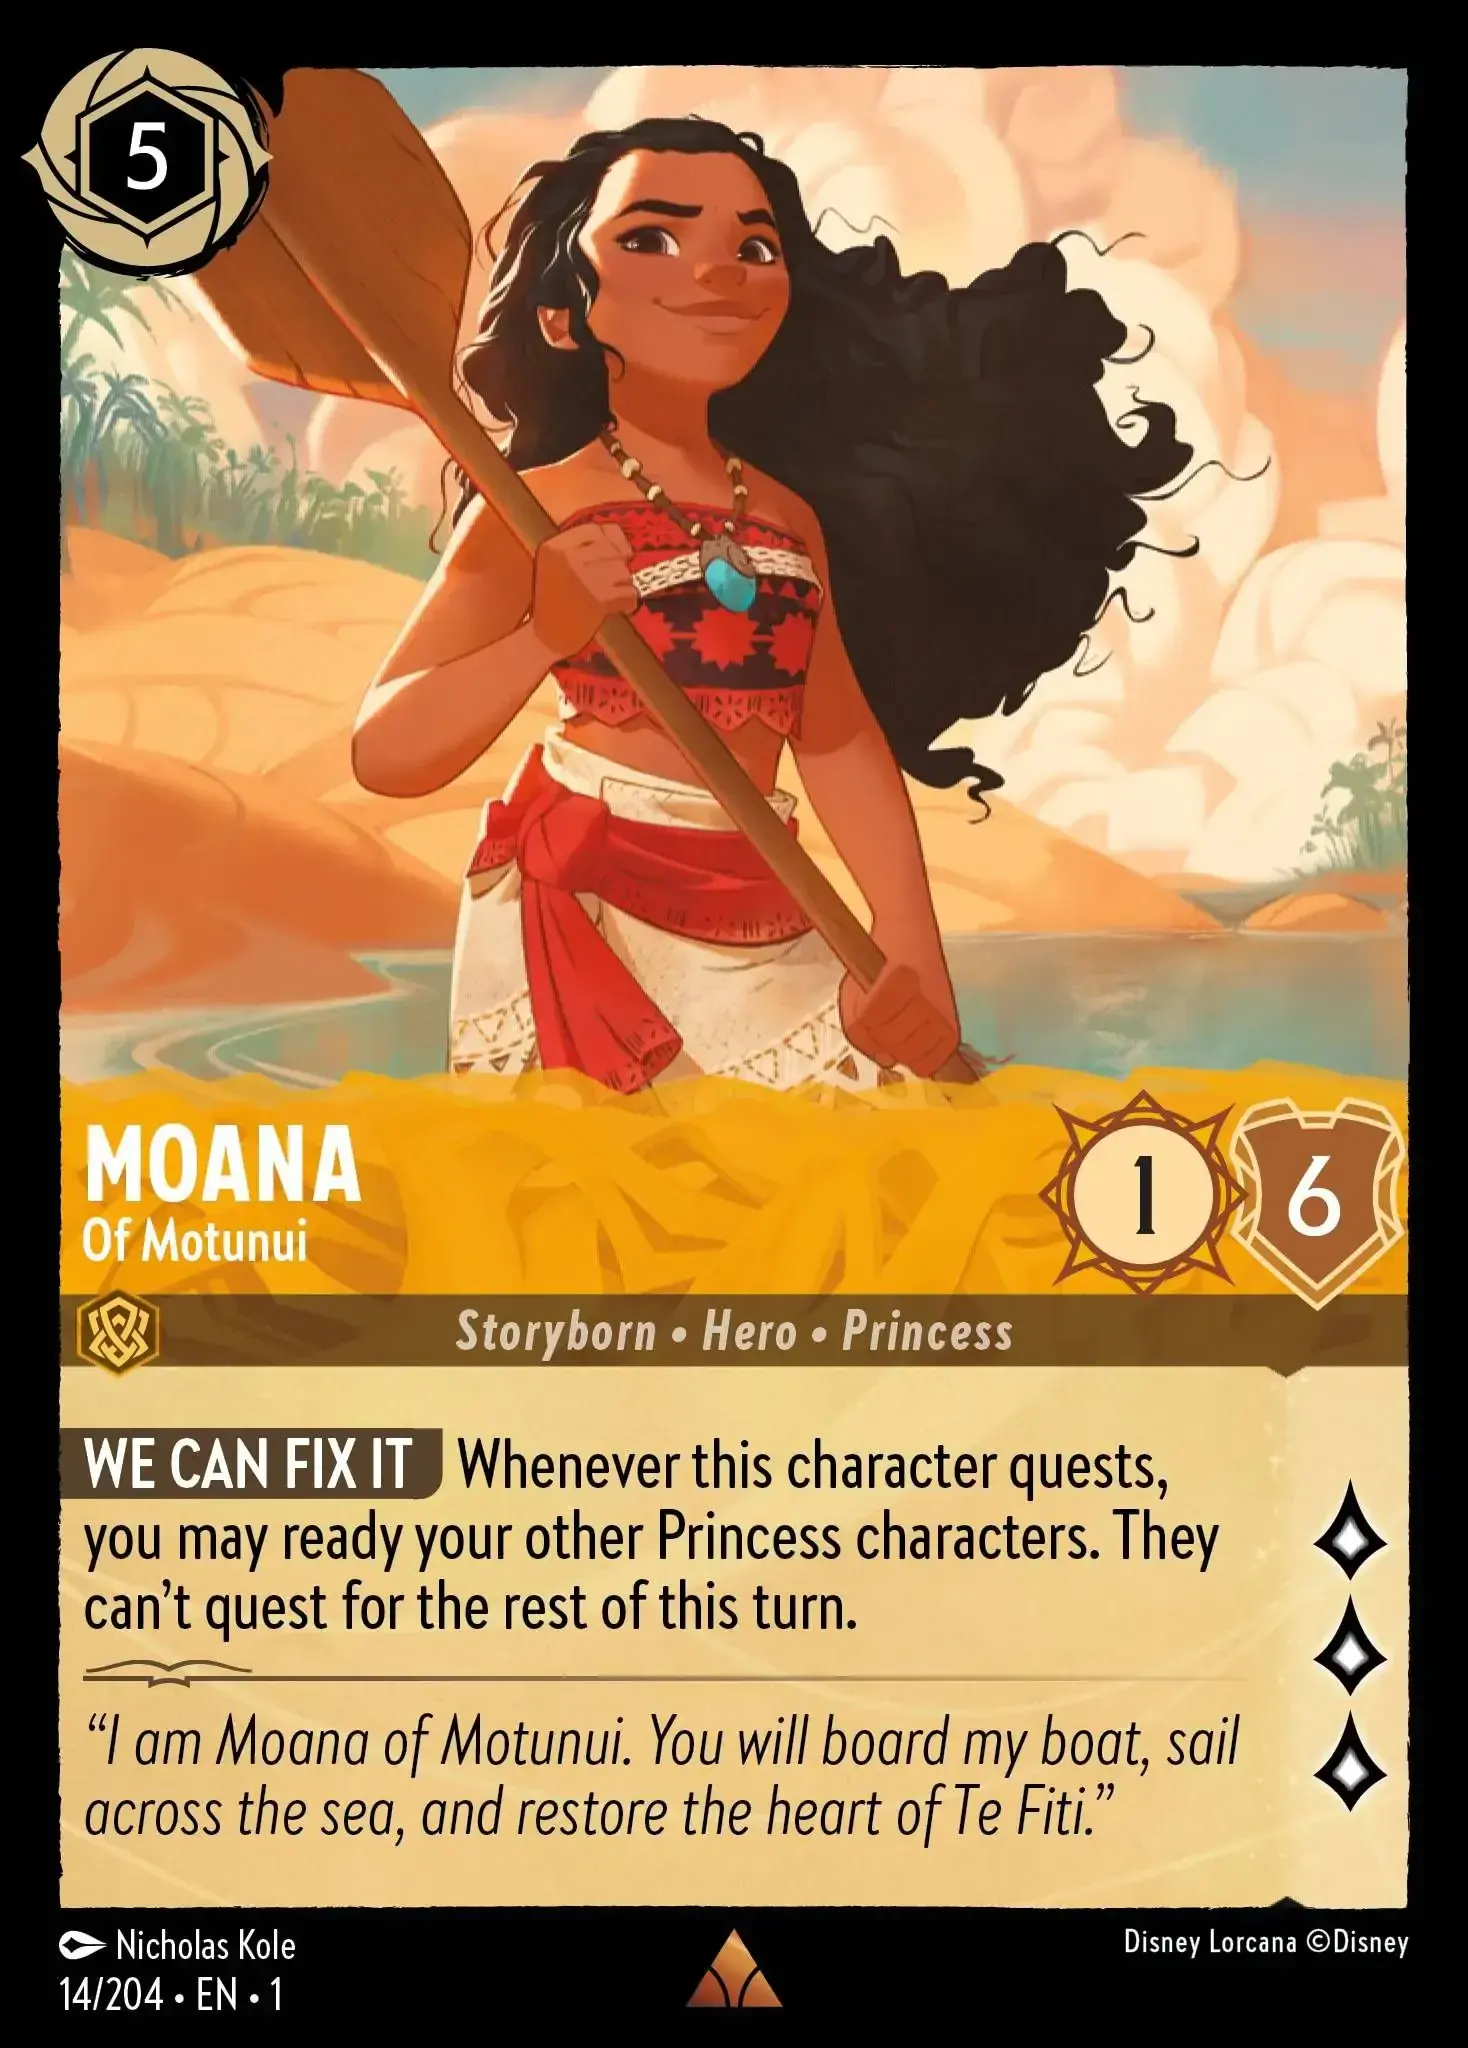 5
MOANA
Of Motunui
1
6
Storyborn • Hero • Princess
WE CAN FIX IT Whenever this character quests,
you may ready your other Princess characters. They
can’t quest for the rest of this turn.
“I am Moana of Motunui. You will board my boat, sail
across the sea, and restore the heart of Te Fiti.”
Nicholas Kole
Disney Lorcana ©Disney
14/204 • EN • 1